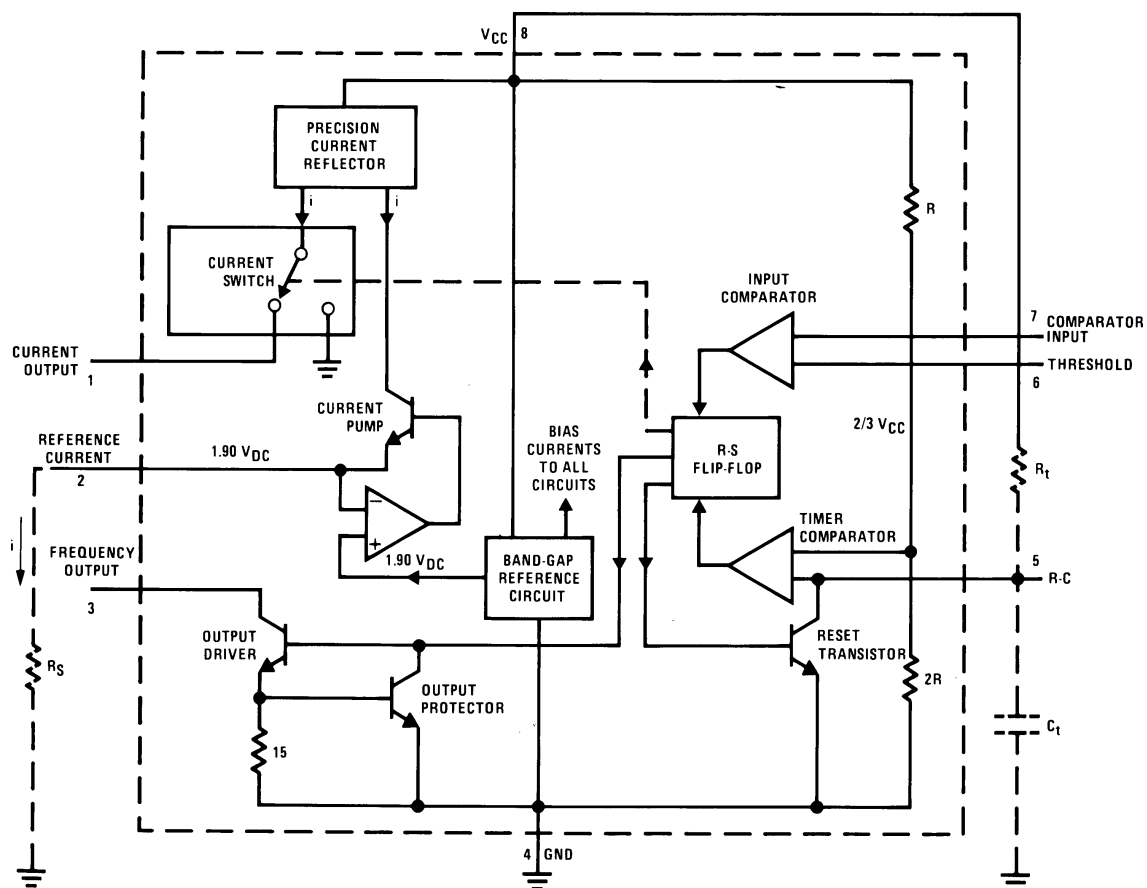 VCC 8
PRECISION
CURRENT
REFLECTOR
i
i
R
CURRENT
SWITCH
INPUT
COMPARATOR
7 COMPARATOR
INPUT
THRESHOLD
6
CURRENT
OUTPUT
1
CURRENT
PUMP
2/3 VCC
BIAS
CURRENTS
TO ALL
CIRCUITS
R-S
FLIP-FLOP
REFERENCE
CURRENT
2
1.90 VDC
Rt
−
+
1.90 VDC
TIMER
COMPARATOR
i
FREQUENCY
OUTPUT
3
BAND-GAP
REFERENCE
CIRCUIT
5
R-C
OUTPUT
DRIVER
RESET
TRANSISTOR
RS
OUTPUT
PROTECTOR
2R
15
Ct
4 GND